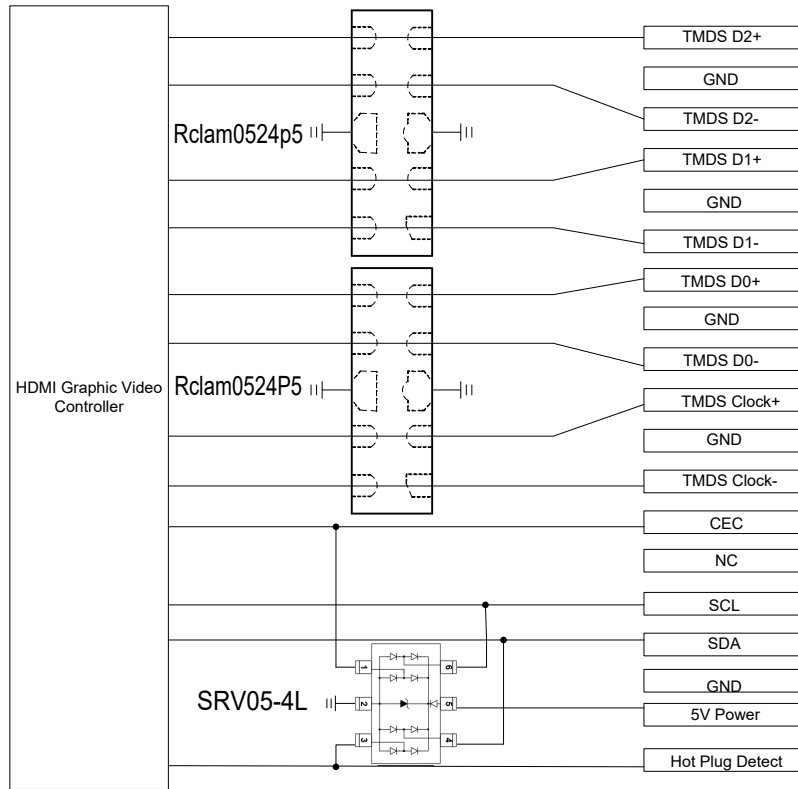 TMDS D2+
GND
TMDS D2-
Rclam0524p5
TMDS D1+
GND
TMDS D1-
TMDS D0+
GND
TMDS D0-
HDMI Graphic Video
Controller
Rclam0524P5
TMDS Clock+
GND
TMDS Clock-
CEC
NC
SCL
SDA
1
6
GND
SRV05-4L
2
5
5V Power
3
4
Hot Plug Detect